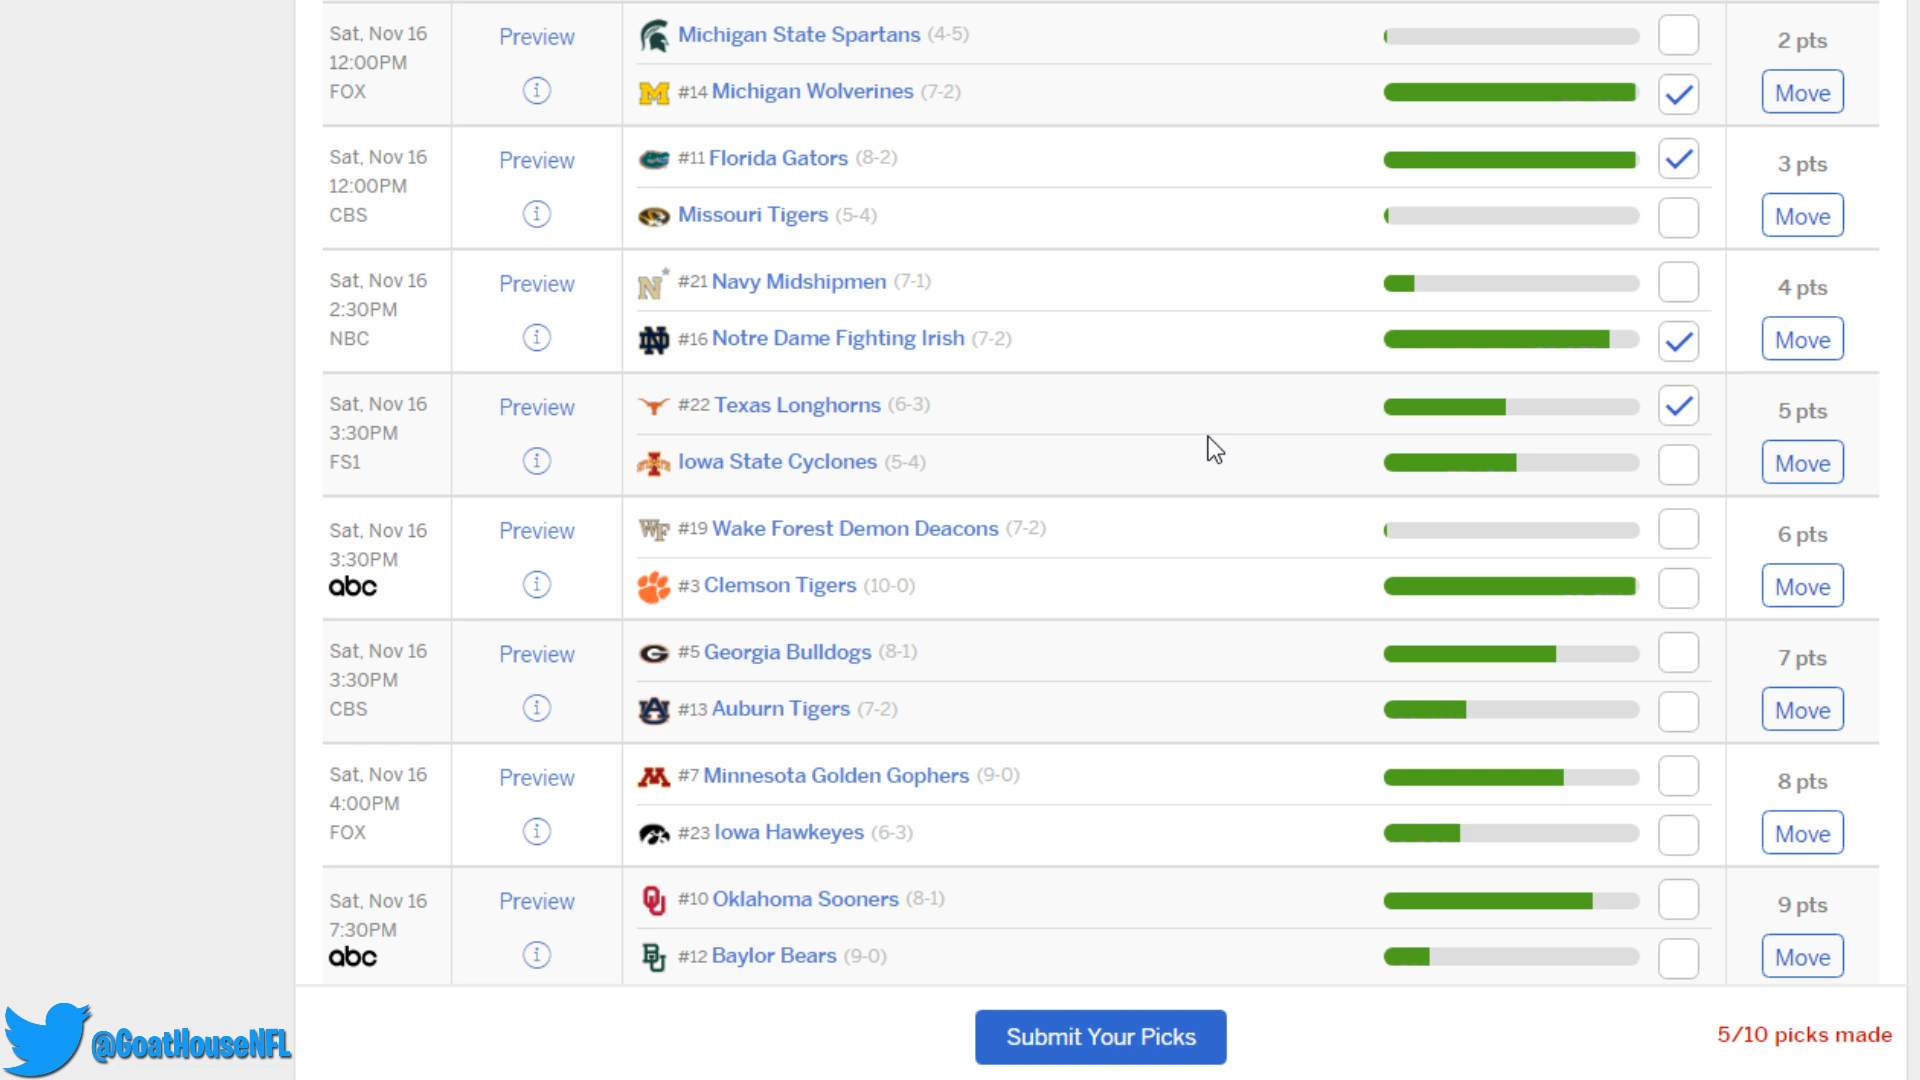 Sat, Nov 16
12:00PM
FOX
Preview
Michigan State Spartans (4-5)
#14 Michigan Wolverines (7-2)
2 pts
Move
Sat, Nov 16
12:00PM
CBS
Preview
#11 Florida Gators (8-2)
Missouri Tigers (5-4)
3 pts
Move
Sat, Nov 16
2:30PM
NBC
Preview
#21 Navy Midshipmen (7-1)
#16 Notre Dame Fighting Irish (7-2)
4 pts
Move
Sat, Nov 16
3:30PM
FS1
Preview
#22 Texas Longhorns (6-3)
Iowa State Cyclones (5-4)
5 pts
Move
Sat, Nov 16
3:30PM
abc
Preview
#19 Wake Forest Demon Deacons (7-2)
#3 Clemson Tigers (10-0)
6 pts
Move
Sat, Nov 16
3:30PM
CBS
Preview
#5 Georgia Bulldogs (8-1)
#13 Auburn Tigers (7-2)
7 pts
Move
Sat, Nov 16
4:00PM
FOX
Preview
#7 Minnesota Golden Gophers (9-0)
#23 Iowa Hawkeyes (6-3)
8 pts
Move
Sat, Nov 16
7:30PM
abc
Preview
#10 Oklahoma Sooners (8-1)
#12 Baylor Bears (9-0)
9 pts
Move
@GoatHouseNFL
Submit Your Picks
5/10 picks made